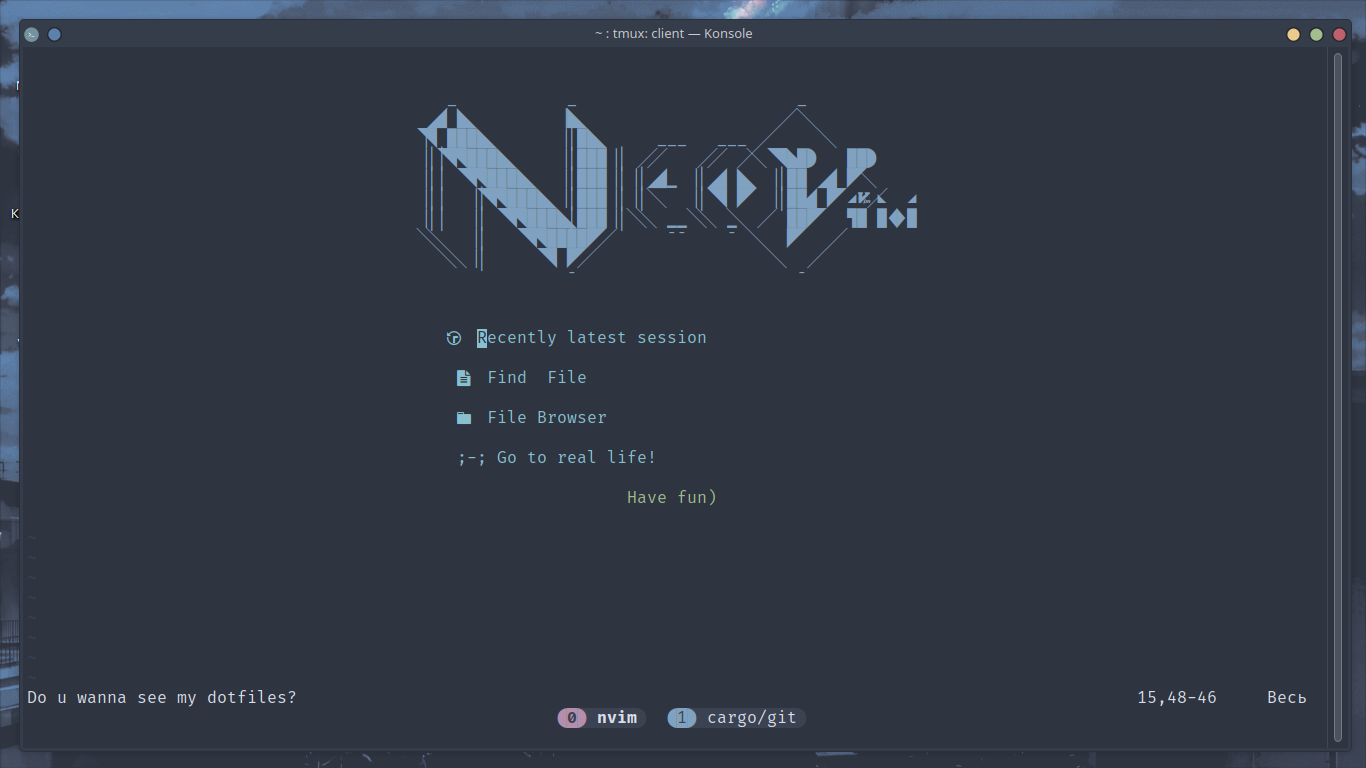 ~ : tmux: client — Konsole
NEOVim
Recently latest session
Find  File
File Browser
;-; Go to real life!
Have fun)
~
~
~
~
~
~
~
~
Do u wanna see my dotfiles? 15,48-46 Весь
0 nvim 1 cargo/git
K